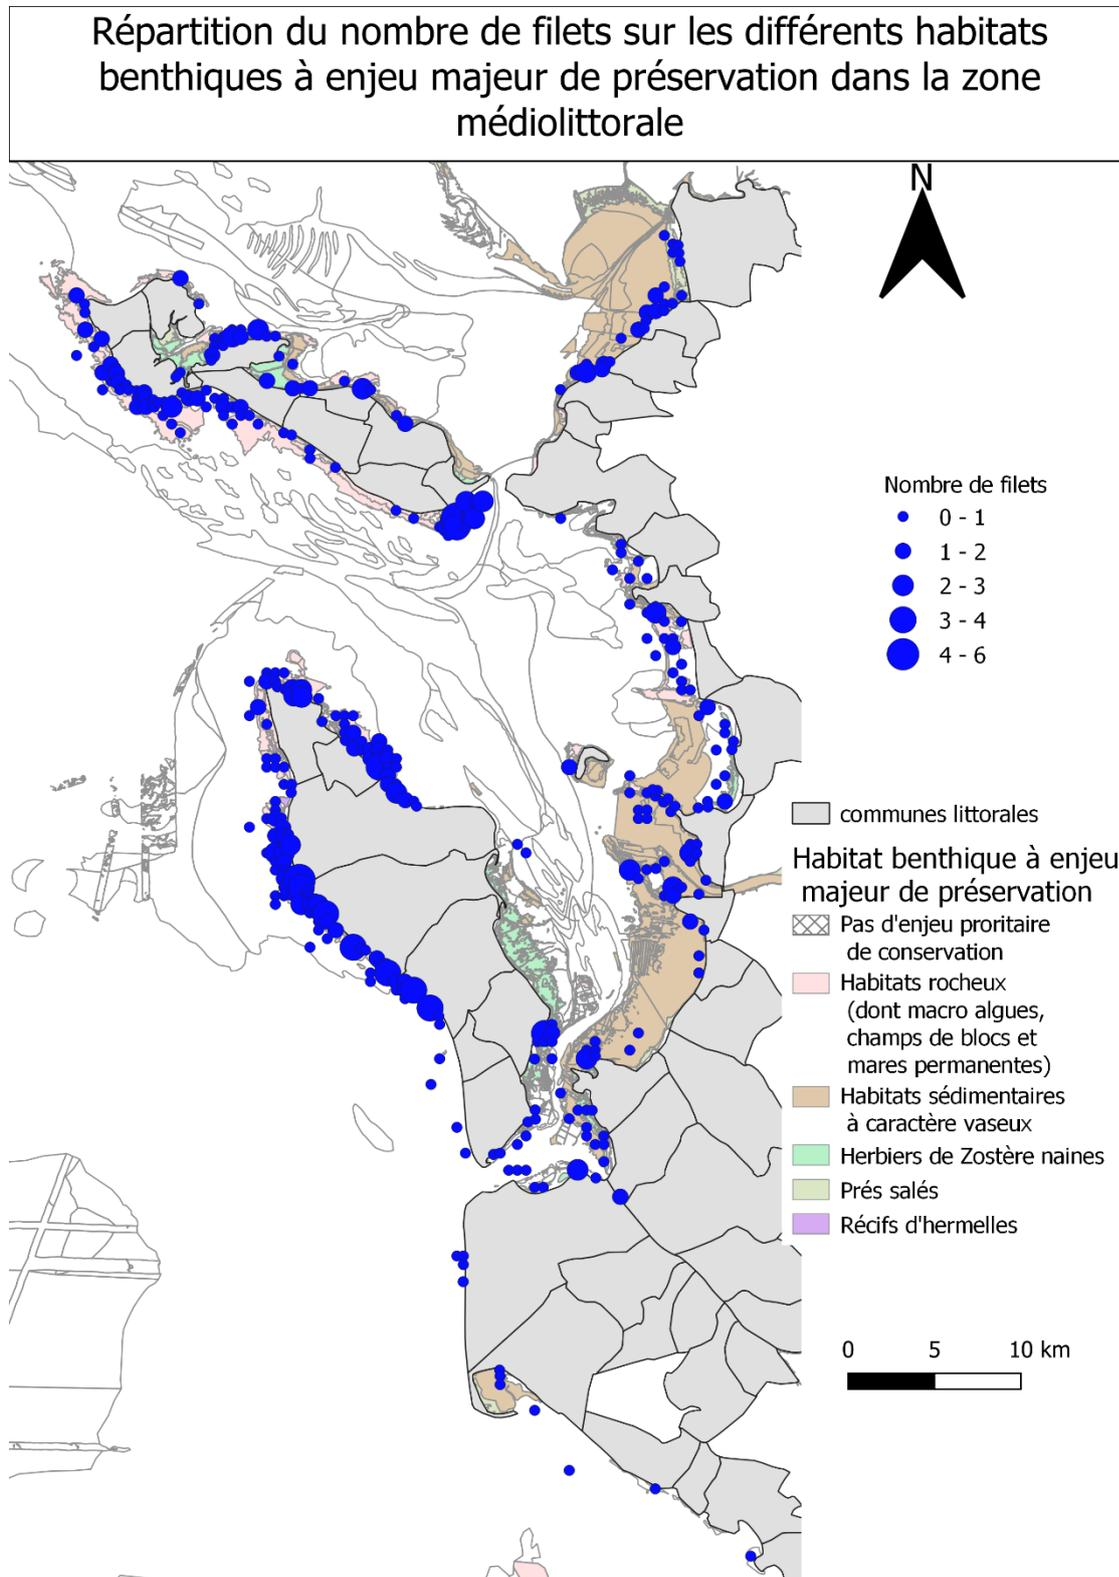 Répartition du nombre de filets sur les différents habitats
benthiques à enjeu majeur de préservation dans la zone
médiolittorale
N
Nombre de filets
0 - 1
1 - 2
2 - 3
3 - 4
4 - 6
communes littorales
Habitat benthique à enjeu
majeur de préservation
Pas d'enjeu proritaire
de conservation
Habitats rocheux
(dont macro algues,
champs de blocs et
mares permanentes)
Habitats sédimentaires
à caractère vaseux
Herbiers de Zostère naines
Prés salés
Récifs d'hermelles
0 5 10 km